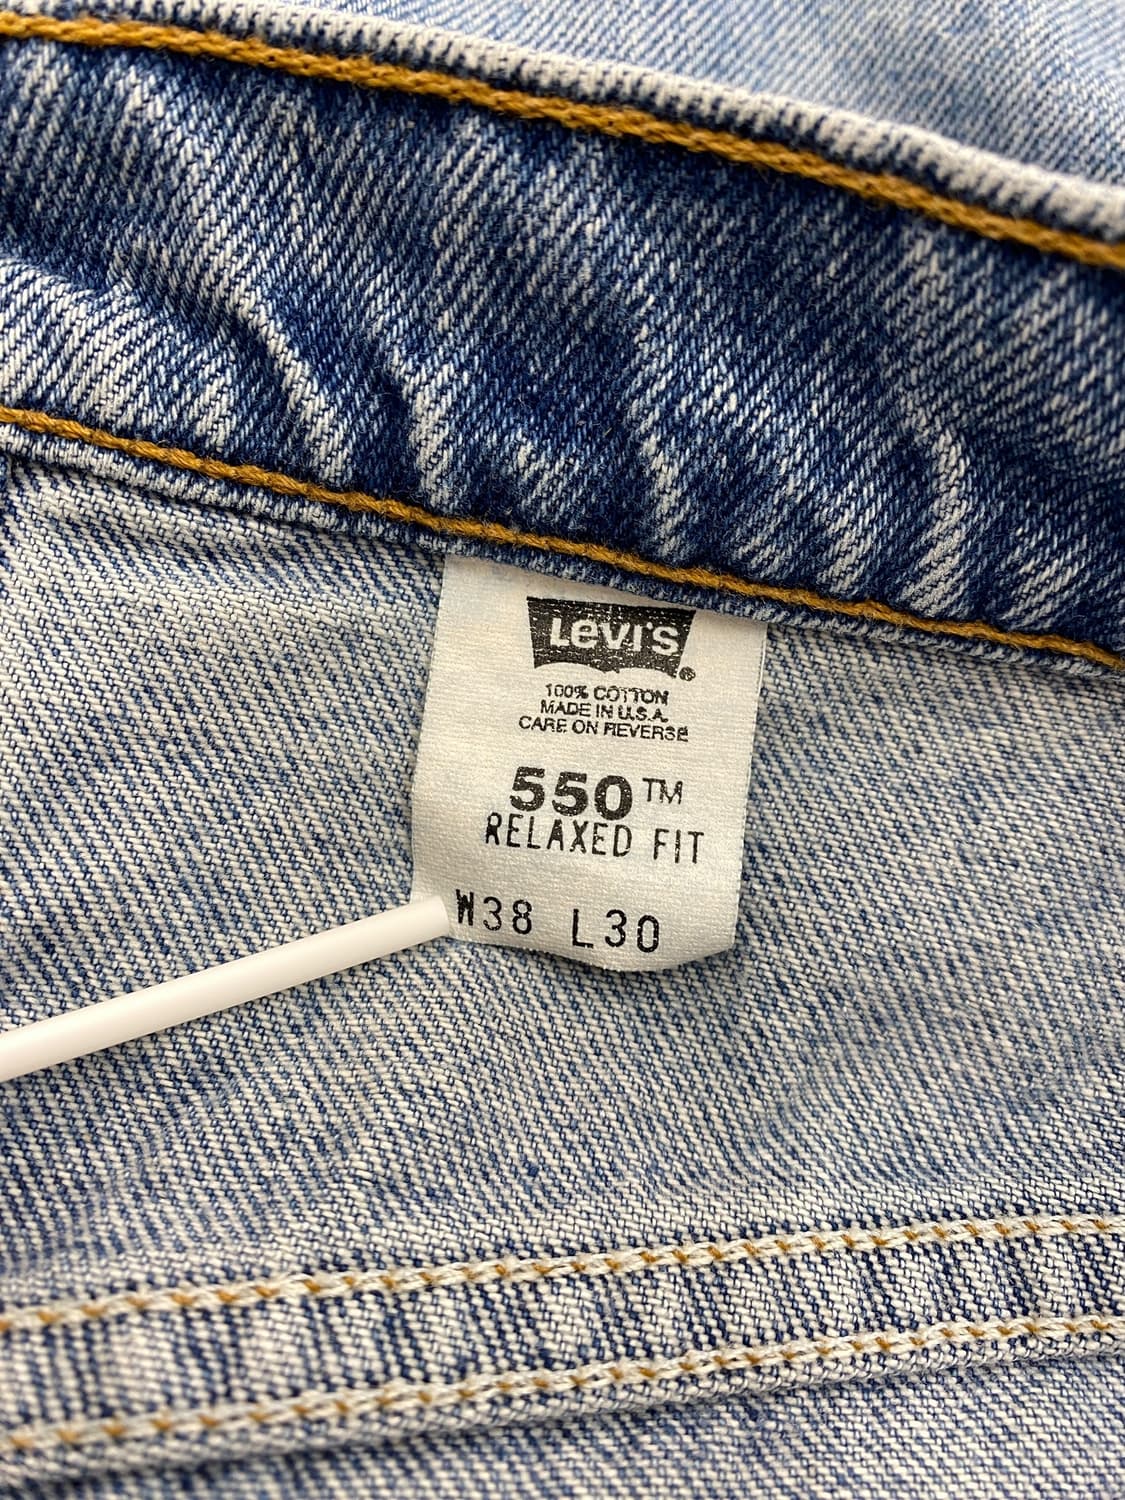 Levi's®
100% COTTON
MADE IN U.S.A.
CARE ON REVERSE
550™
RELAXED FIT
W38 L30